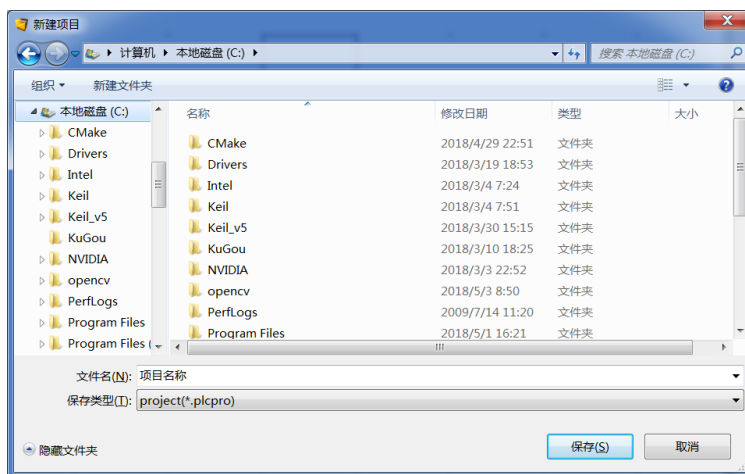 新建项目
计算机 本地磁盘 (C:)
搜索 本地磁盘 (C:)
组织 新建文件夹
本地磁盘 (C:)
CMake
Drivers
Intel
Keil
Keil_v5
KuGou
NVIDIA
opencv
PerfLogs
Program Files
Program Files (
名称 修改日期 类型 大小
CMake 2018/4/29 22:51 文件夹
Drivers 2018/3/19 18:53 文件夹
Intel 2018/3/4 7:24 文件夹
Keil 2018/3/4 7:51 文件夹
Keil_v5 2018/3/30 15:15 文件夹
KuGou 2018/3/10 18:25 文件夹
NVIDIA 2018/3/3 22:52 文件夹
opencv 2018/5/3 8:50 文件夹
PerfLogs 2009/7/14 11:20 文件夹
Program Files 2018/5/1 16:21 文件夹
文件名(N): 项目名称
保存类型(T): project(*.plcpro)
隐藏文件夹 保存(S) 取消